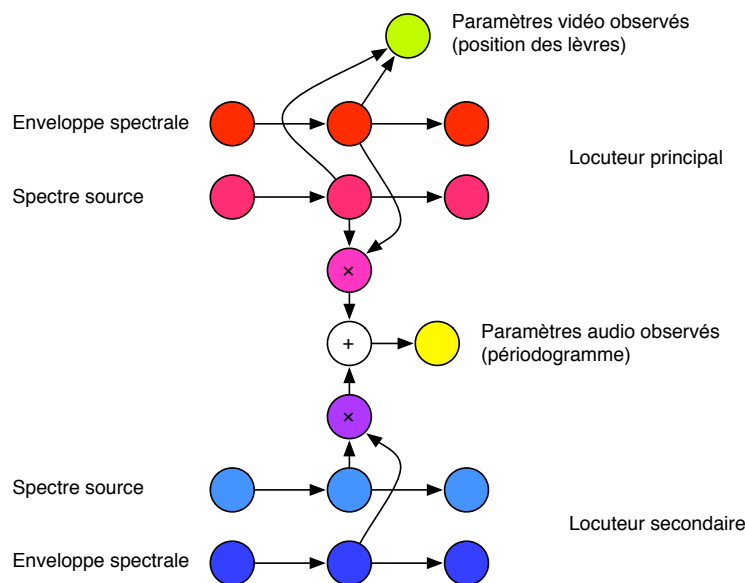 Paramètres vidéo observés
(position des lèvres)
Enveloppe spectrale
Locuteur principal
Spectre source
×
+
Paramètres audio observés
(périodogramme)
×
Spectre source
Locuteur secondaire
Enveloppe spectrale